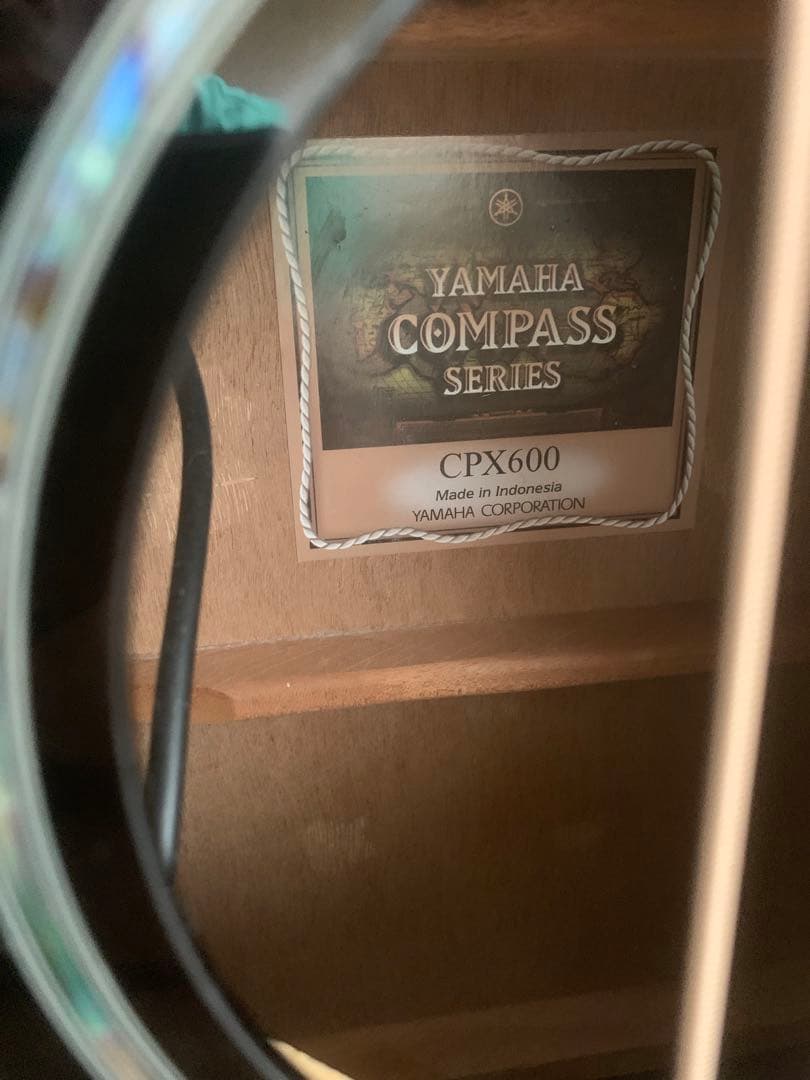 YAMAHA
COMPASS
SERIES
CPX600
Made in Indonesia
YAMAHA CORPORATION